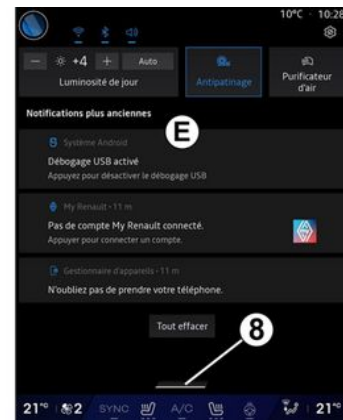 10°C 10:28
— +4 + Auto
Luminosité de jour
Antipatinage
Purificateur
d'air
Notifications plus anciennes
E
Système Android
Débogage USB activé
Appuyez pour désactiver le débogage USB
My Renault · 11 m
Pas de compte My Renault connecté.
Appuyer pour connecter un compte.
Gestionnaire d'appareils · 11 m
N'oubliez pas de prendre votre téléphone.
Tout effacer
8
21°C 2 SYNC A/C 21°C